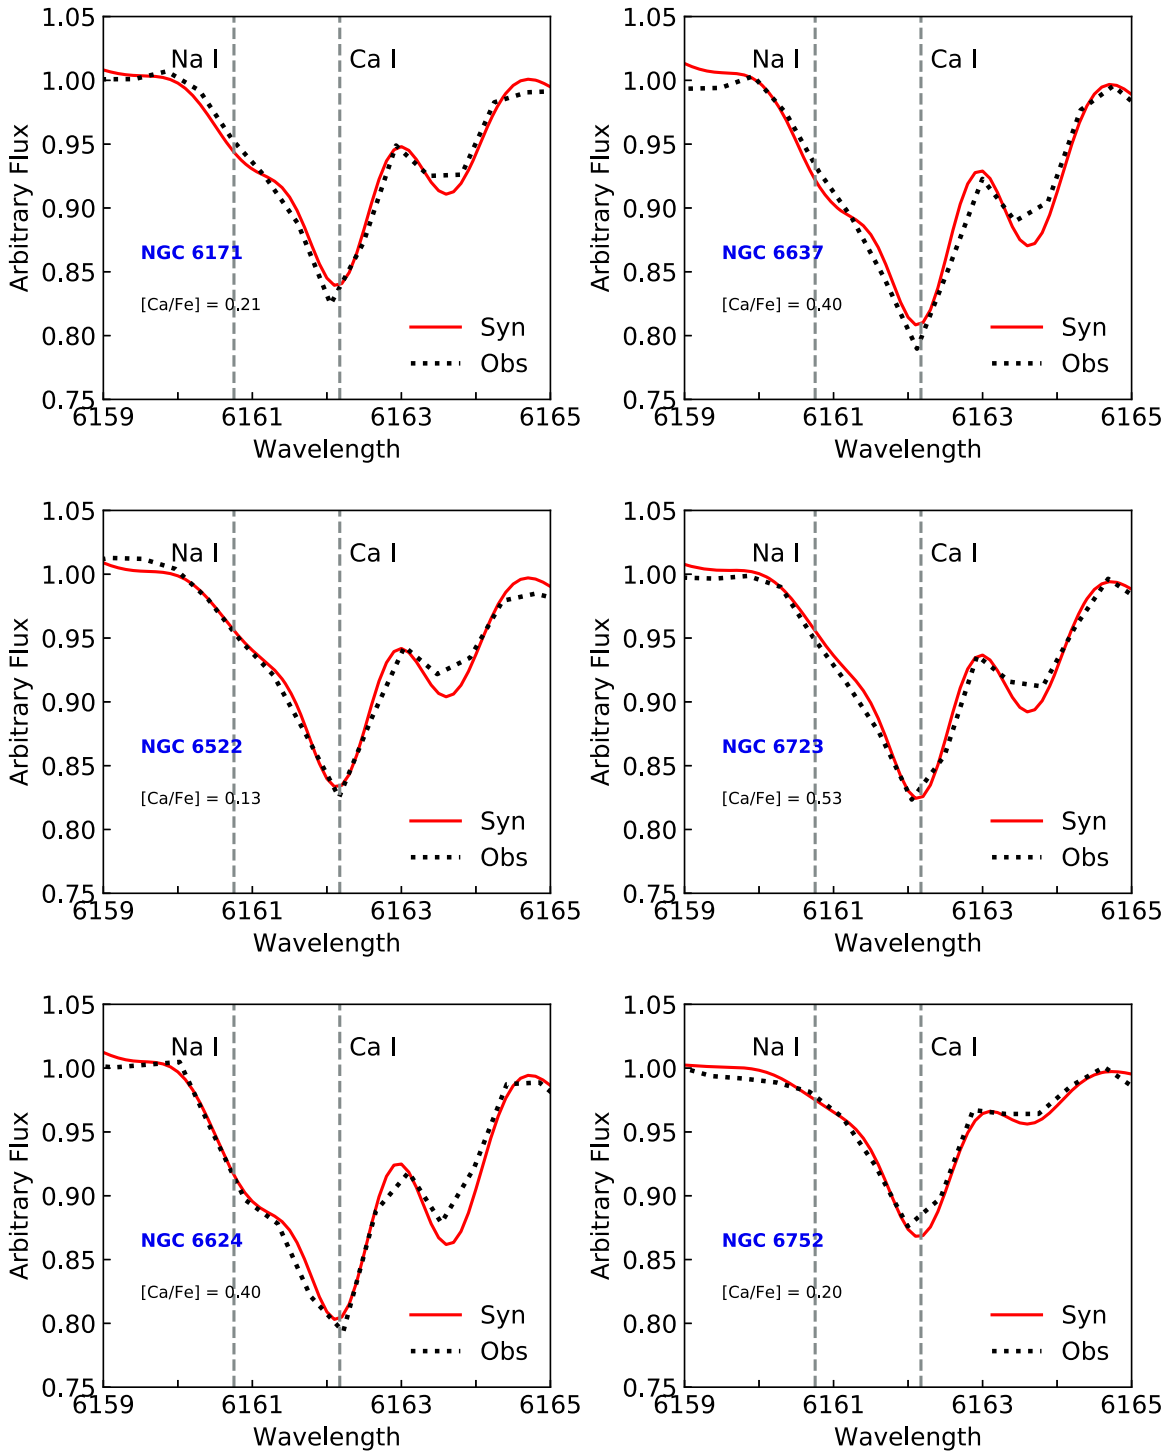 1.05
1.00
0.95
0.90
0.85
0.80
0.75
Arbitrary Flux
Na I
Ca I
NGC 6171
[Ca/Fe] = 0.21
Syn
Obs
6159 6161 6163 6165
Wavelength
1.05
1.00
0.95
0.90
0.85
0.80
0.75
Arbitrary Flux
Na I
Ca I
NGC 6637
[Ca/Fe] = 0.40
Syn
Obs
6159 6161 6163 6165
Wavelength
1.05
1.00
0.95
0.90
0.85
0.80
0.75
Arbitrary Flux
Na I
Ca I
NGC 6522
[Ca/Fe] = 0.13
Syn
Obs
6159 6161 6163 6165
Wavelength
1.05
1.00
0.95
0.90
0.85
0.80
0.75
Arbitrary Flux
Na I
Ca I
NGC 6723
[Ca/Fe] = 0.53
Syn
Obs
6159 6161 6163 6165
Wavelength
1.05
1.00
0.95
0.90
0.85
0.80
0.75
Arbitrary Flux
Na I
Ca I
NGC 6624
[Ca/Fe] = 0.40
Syn
Obs
6159 6161 6163 6165
Wavelength
1.05
1.00
0.95
0.90
0.85
0.80
0.75
Arbitrary Flux
Na I
Ca I
NGC 6752
[Ca/Fe] = 0.20
Syn
Obs
6159 6161 6163 6165
Wavelength